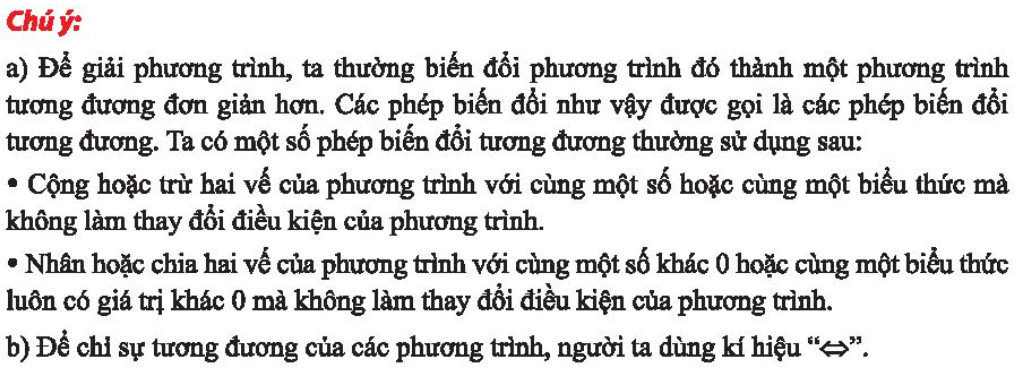 Chú ý:
a) Để giải phương trình, ta thường biến đổi phương trình đó thành một phương trình
tương đương đơn giản hơn. Các phép biến đổi như vậy được gọi là các phép biến đổi
tương đương. Ta có một số phép biến đổi tương đương thường sử dụng sau:
• Cộng hoặc trừ hai vế của phương trình với cùng một số hoặc cùng một biểu thức mà
không làm thay đổi điều kiện của phương trình.
• Nhân hoặc chia hai vế của phương trình với cùng một số khác 0 hoặc cùng một biểu thức
luôn có giá trị khác 0 mà không làm thay đổi điều kiện của phương trình.
b) Để chỉ sự tương đương của các phương trình, người ta dùng kí hiệu “⇔”.